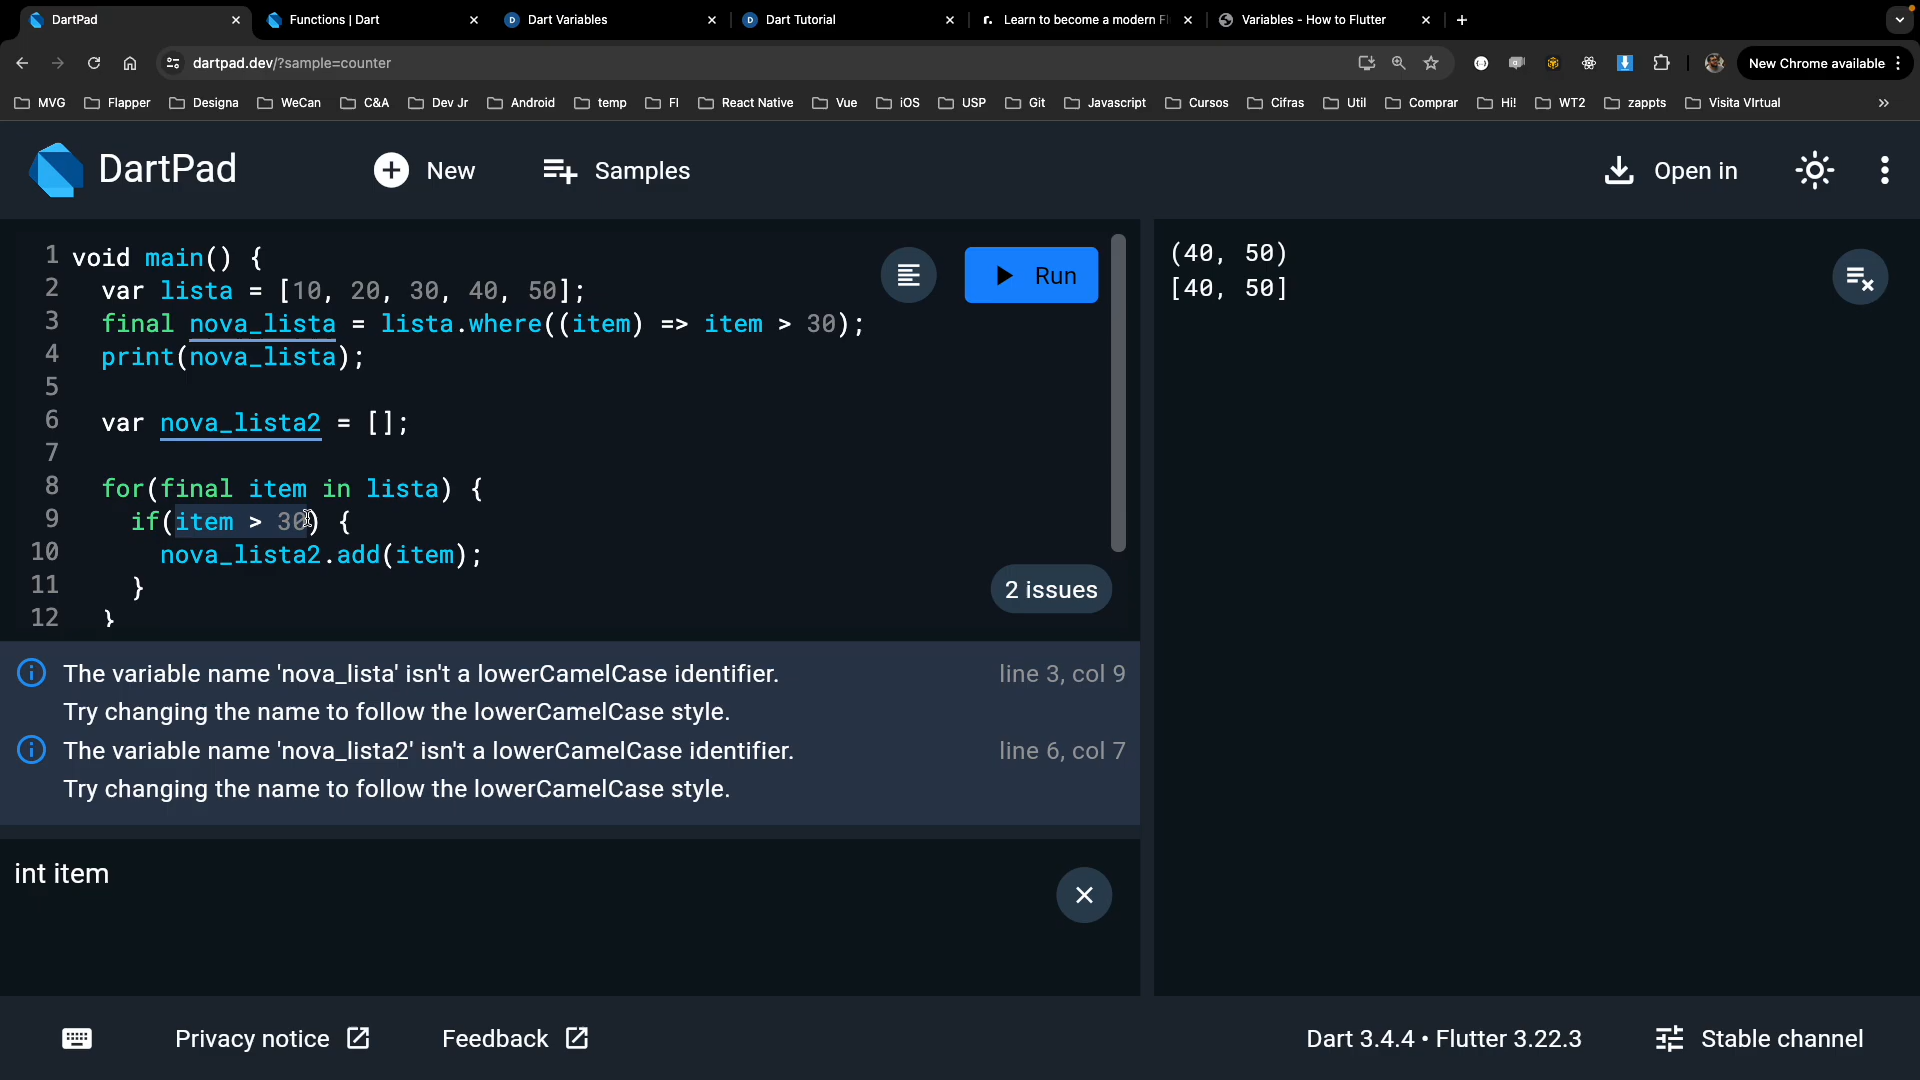 DartPad
Functions | Dart
Dart Variables
Dart Tutorial
Learn to become a modern Fl
Variables - How to Flutter
dartpad.dev/?sample=counter
New Chrome available
MVG
Flapper
Designa
WeCan
C&A
Dev Jr
Android
temp
FI
React Native
Vue
iOS
USP
Git
Javascript
Cursos
Cifras
Util
Comprar
Hi!
WT2
zappts
Visita VIrtual
DartPad
New
Samples
Open in
1 void main() {
2 var lista = [10, 20, 30, 40, 50];
3 final nova_lista = lista.where((item) => item > 30);
4 print(nova_lista);
5
6 var nova_lista2 = [];
7
8 for(final item in lista) {
9 if(item > 30) {
10 nova_lista2.add(item);
11 }
12 }
Run
2 issues
(40, 50)
[40, 50]
The variable name 'nova_lista' isn't a lowerCamelCase identifier. line 3, col 9
Try changing the name to follow the lowerCamelCase style.
The variable name 'nova_lista2' isn't a lowerCamelCase identifier. line 6, col 7
Try changing the name to follow the lowerCamelCase style.
int item
Privacy notice
Feedback
Dart 3.4.4 • Flutter 3.22.3
Stable channel